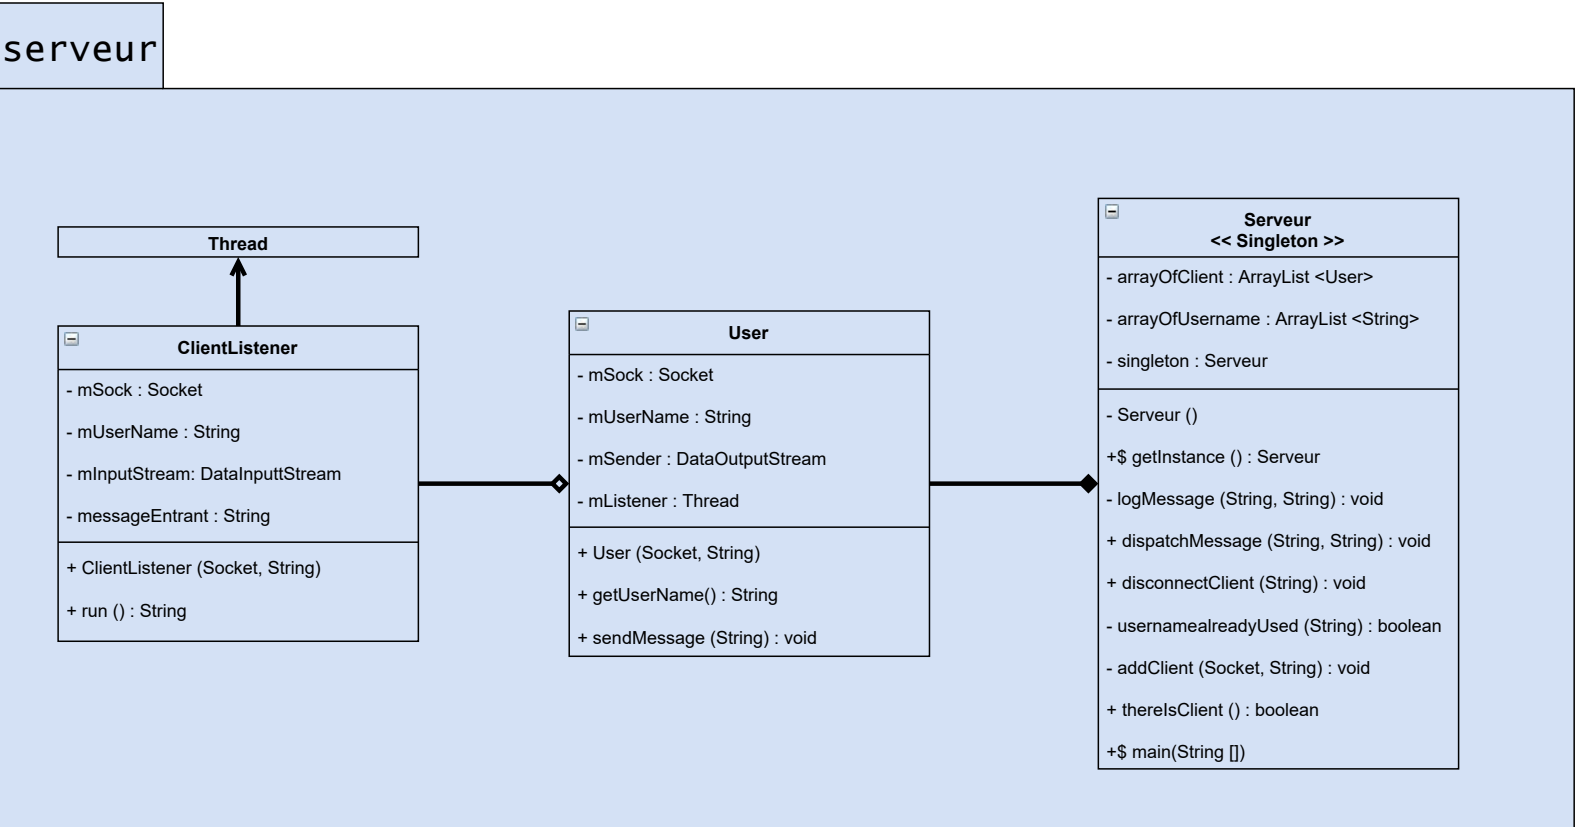 serveur
Thread
ClientListener
- mSock : Socket
- mUserName : String
- mInputStream: DataInputtStream
- messageEntrant : String
+ ClientListener (Socket, String)
+ run () : String
User
- mSock : Socket
- mUserName : String
- mSender : DataOutputStream
- mListener : Thread
+ User (Socket, String)
+ getUserName() : String
+ sendMessage (String) : void
Serveur
<< Singleton >>
- arrayOfClient : ArrayList <User>
- arrayOfUsername : ArrayList <String>
- singleton : Serveur
- Serveur ()
+$ getInstance () : Serveur
- logMessage (String, String) : void
+ dispatchMessage (String, String) : void
+ disconnectClient (String) : void
- usernamealreadyUsed (String) : boolean
- addClient (Socket, String) : void
+ thereIsClient () : boolean
+$ main(String [])